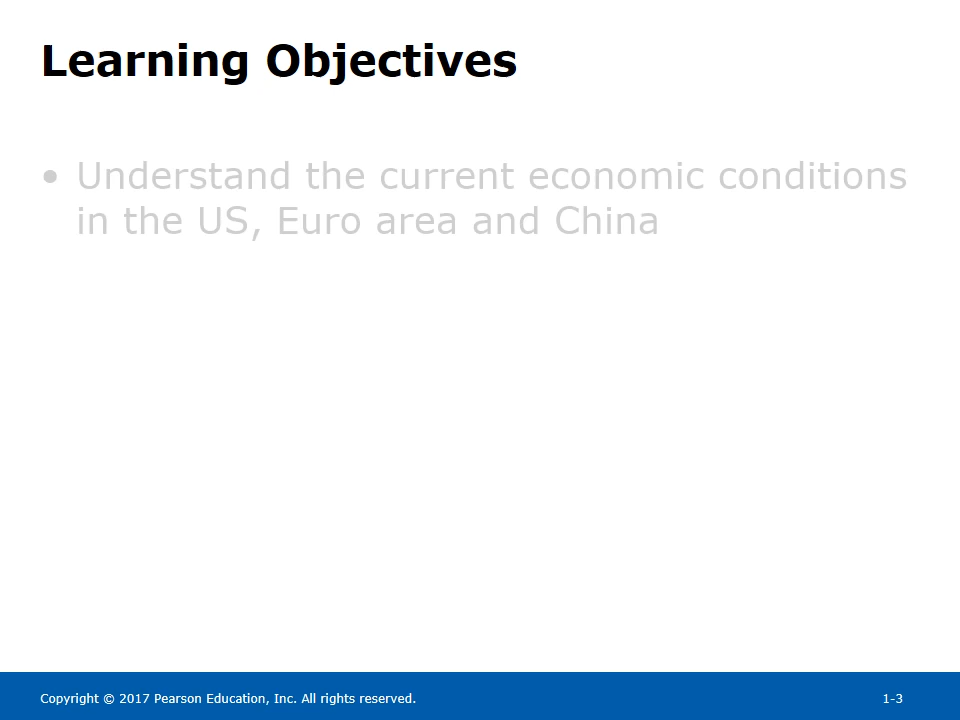 Learning Objectives
• Understand the current economic conditions
in the US, Euro area and China
Copyright © 2017 Pearson Education, Inc. All rights reserved.
1-3